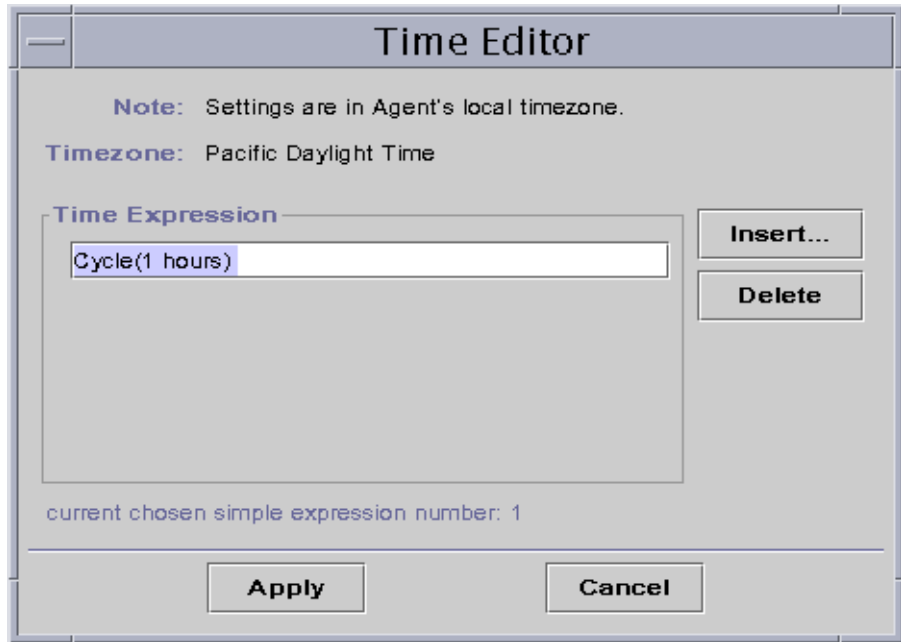 Time Editor
Note: Settings are in Agent's local timezone.
Timezone: Pacific Daylight Time
Time Expression
Cycle(1 hours)
Insert...
Delete
current chosen simple expression number: 1
Apply Cancel